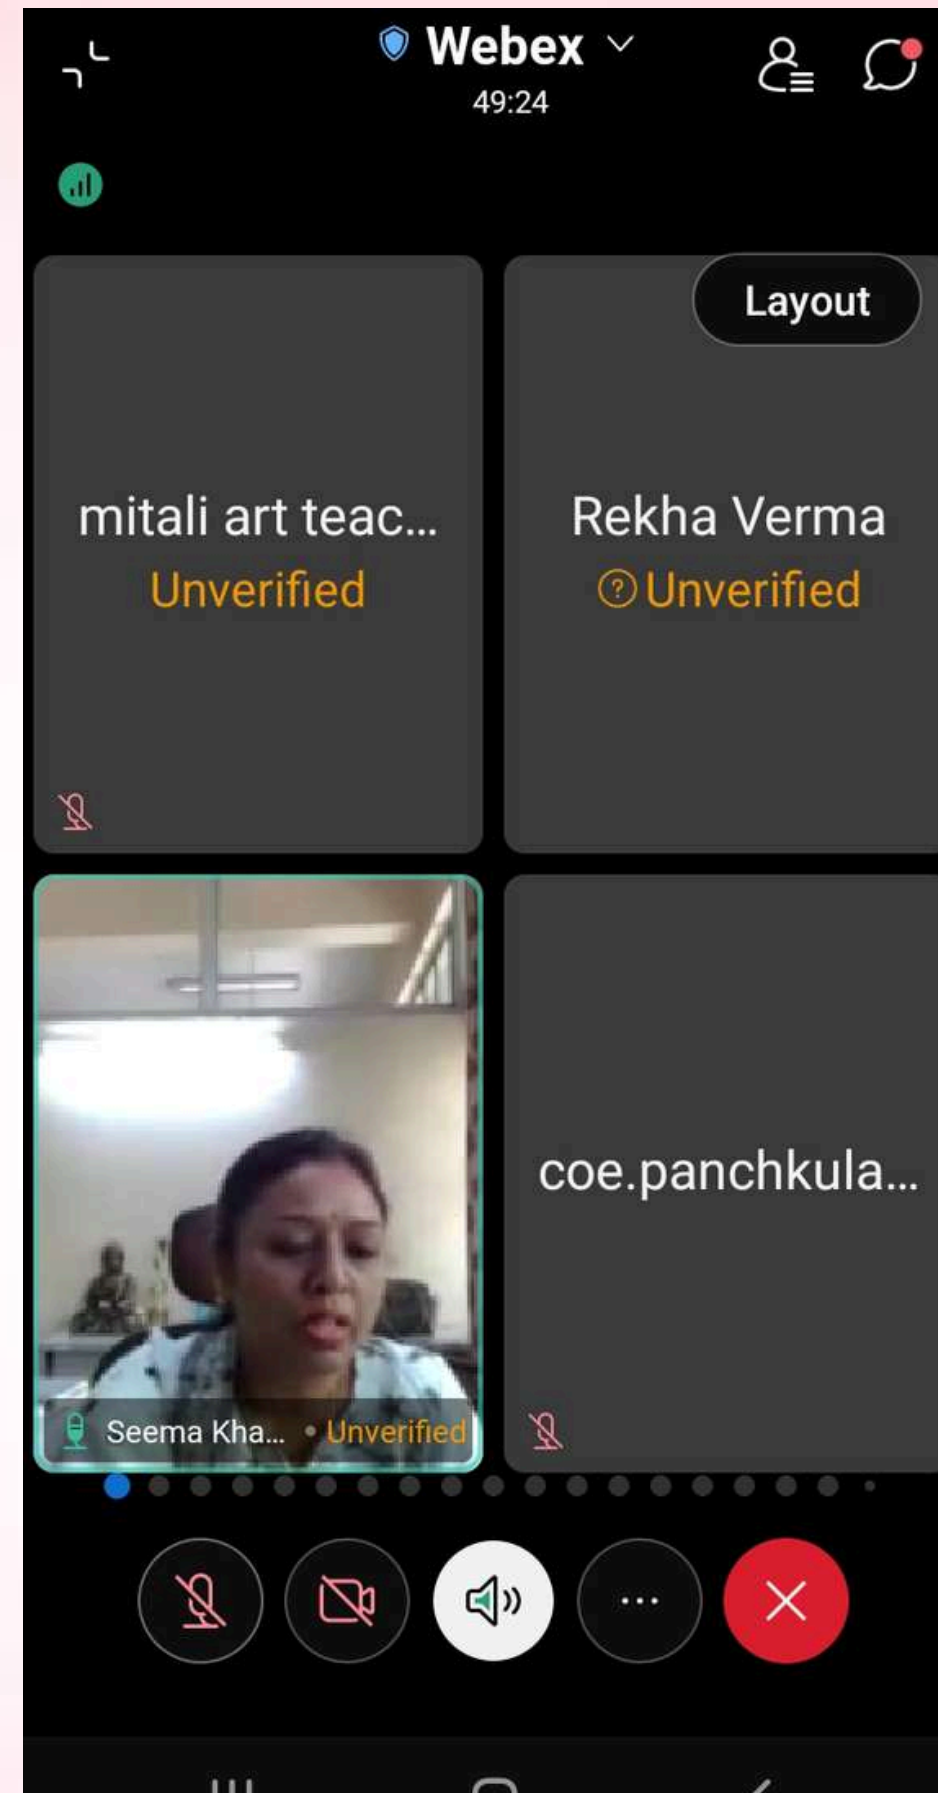 Webex
49:24
Layout
mitali art teac...
Unverified
Rekha Verma
Unverified
Seema Kha... • Unverified
coe.panchkula...